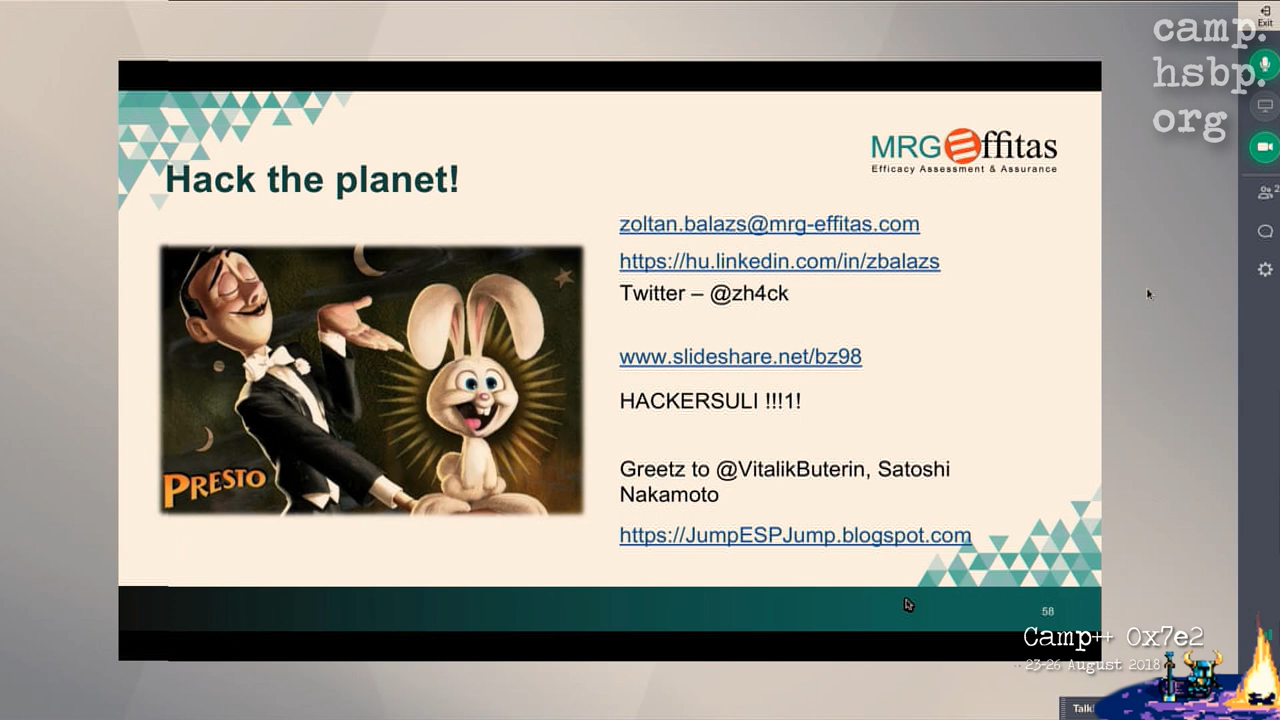 Exit
camp.
hsbp.
org
MRG Effitas
Efficacy Assessment & Assurance
Hack the planet!
zoltan.balazs@mrg-effitas.com
https://hu.linkedin.com/in/zbalazs
Twitter – @zh4ck
www.slideshare.net/bz98
HACKERSULI !!!1!
PRESTO
Greetz to @VitalikButerin, Satoshi
Nakamoto
https://JumpESPJump.blogspot.com
58
Camp++ 0x7e2
23-26 August 2018
Talk